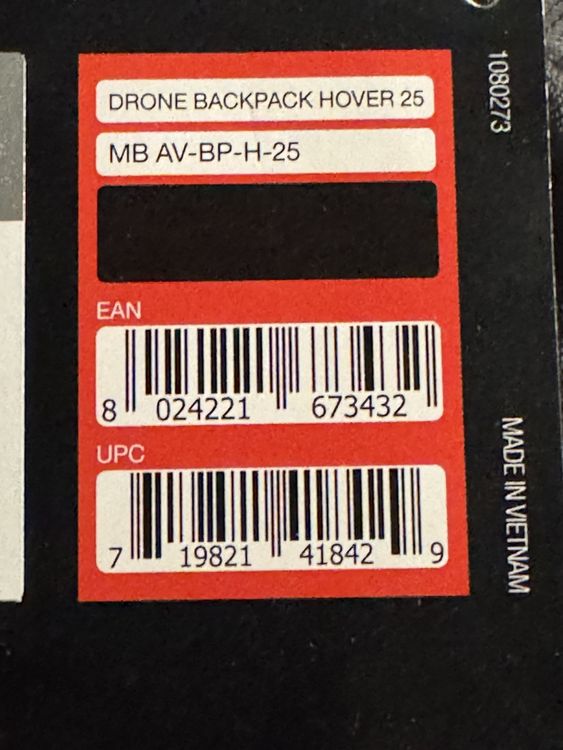 DRONE BACKPACK HOVER 25
MB AV-BP-H-25
EAN
8 024221 673432
UPC
7 19821 41842 9
1080273
MADE IN VIETNAM